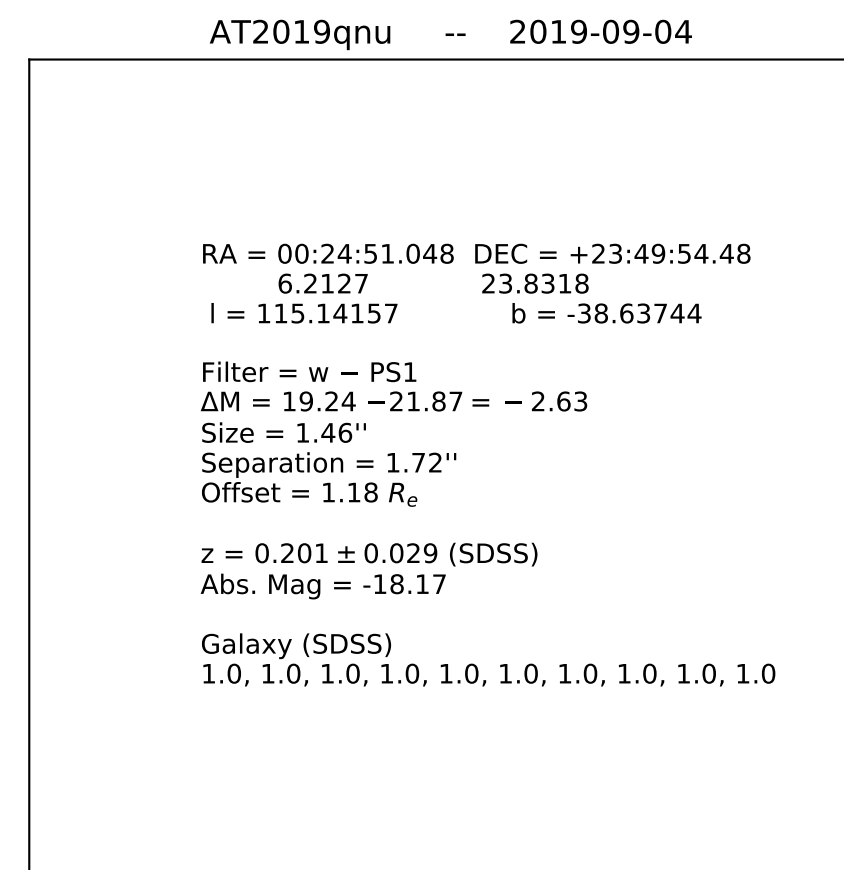 AT2019qnu -- 2019-09-04
RA = 00:24:51.048 DEC = +23:49:54.48
6.2127 23.8318
l = 115.14157 b = -38.63744
Filter = w − PS1
ΔM = 19.24 −21.87 = − 2.63
Size = 1.46''
Separation = 1.72''
Offset = 1.18 Rₑ
z = 0.201 ± 0.029 (SDSS)
Abs. Mag = -18.17
Galaxy (SDSS)
1.0, 1.0, 1.0, 1.0, 1.0, 1.0, 1.0, 1.0, 1.0, 1.0